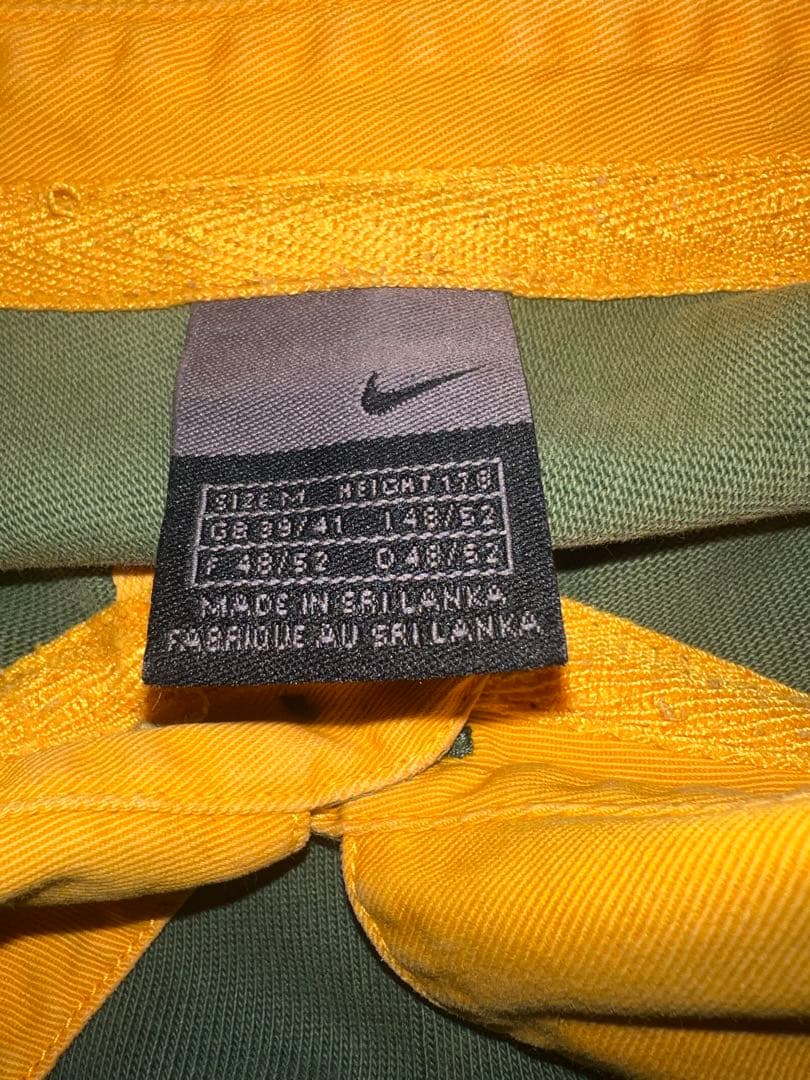 SIZE M HEIGHT 178
GB 39/41 I 48/52
F 48/52 D 48/52
MADE IN SRI LANKA
FABRIQUE AU SRI LANKA